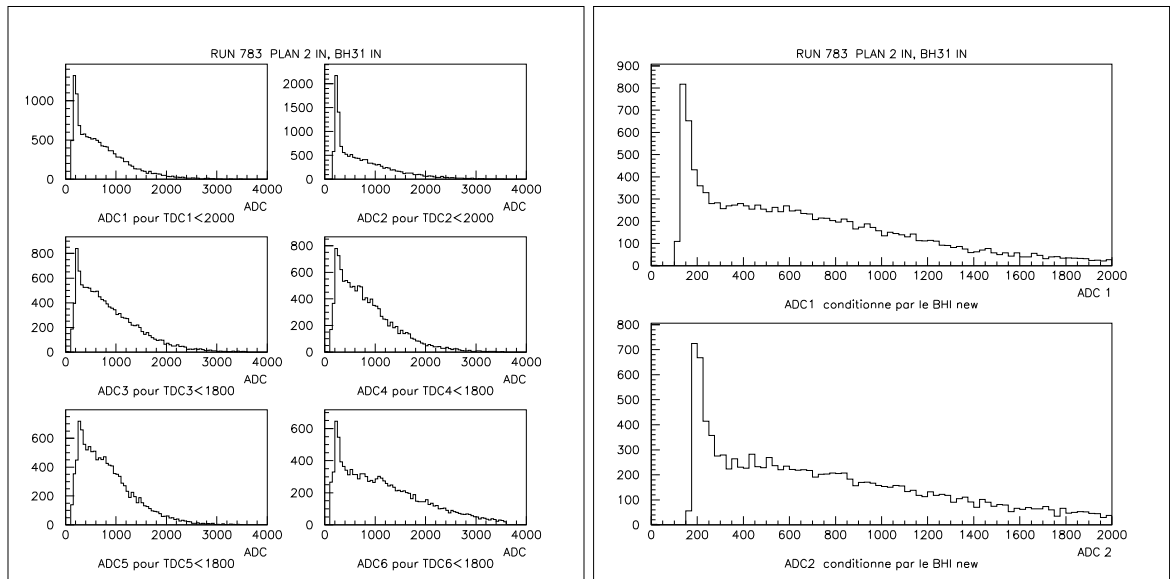 RUN 783 PLAN 2 IN, BH31 IN
1000
500
0
0 1000 2000 3000 4000
ADC
ADC1 pour TDC1<2000
2000
1500
1000
500
0
0 1000 2000 3000 4000
ADC
ADC2 pour TDC2<2000
800
600
400
200
0
0 1000 2000 3000 4000
ADC
ADC3 pour TDC3<1800
800
600
400
200
0
0 1000 2000 3000 4000
ADC
ADC4 pour TDC4<1800
600
400
200
0
0 1000 2000 3000 4000
ADC
ADC5 pour TDC5<1800
600
400
200
0
0 1000 2000 3000 4000
ADC
ADC6 pour TDC6<1800
RUN 783 PLAN 2 IN, BH31 IN
900
800
700
600
500
400
300
200
100
0
0 200 400 600 800 1000 1200 1400 1600 1800 2000
ADC 1
ADC1 conditionne par le BHI new
800
700
600
500
400
300
200
100
0
0 200 400 600 800 1000 1200 1400 1600 1800 2000
ADC 2
ADC2 conditionne par le BHI new